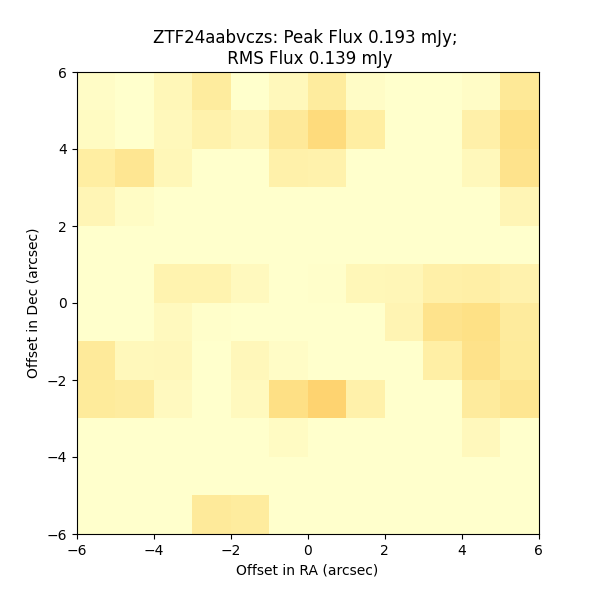 ZTF24aabvczs: Peak Flux 0.193 mJy;
RMS Flux 0.139 mJy
6
4
2
0
−2
−4
−6
Offset in Dec (arcsec)
−6 −4 −2 0 2 4 6
Offset in RA (arcsec)